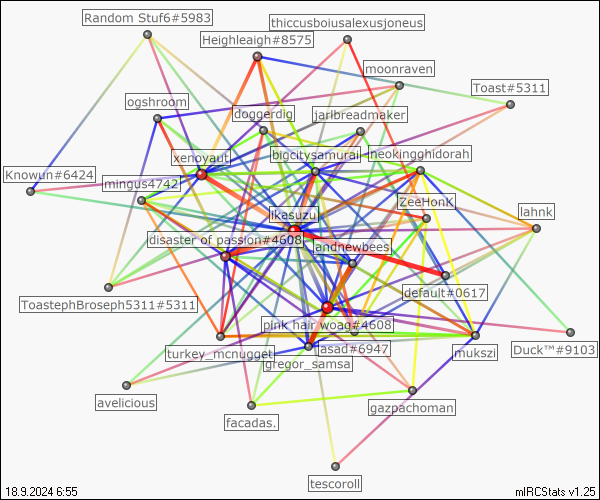 Random Stuf6#5983
thiccusboiusalexusjoneus
Heighleaigh#8575
moonraven
Toast#5311
ogshroom
doggerdig
jarlbreadmaker
xenoyaut
bigcitysamurai
neokingghidorah
Knowun#6424
mingus4742
ZeeHonK
lahnk
ikasuzu
disaster of passion#4608
andnewbees
ToastephBroseph5311#5311
default#0617
pink hair woag#4608
turkey_mcnugget
asad#6947
mukszi
Duck™#9103
gregor_samsa
avelicious
gazpachoman
facadas.
tescoroll
18.9.2024 6:55
mIRCStats v1.25